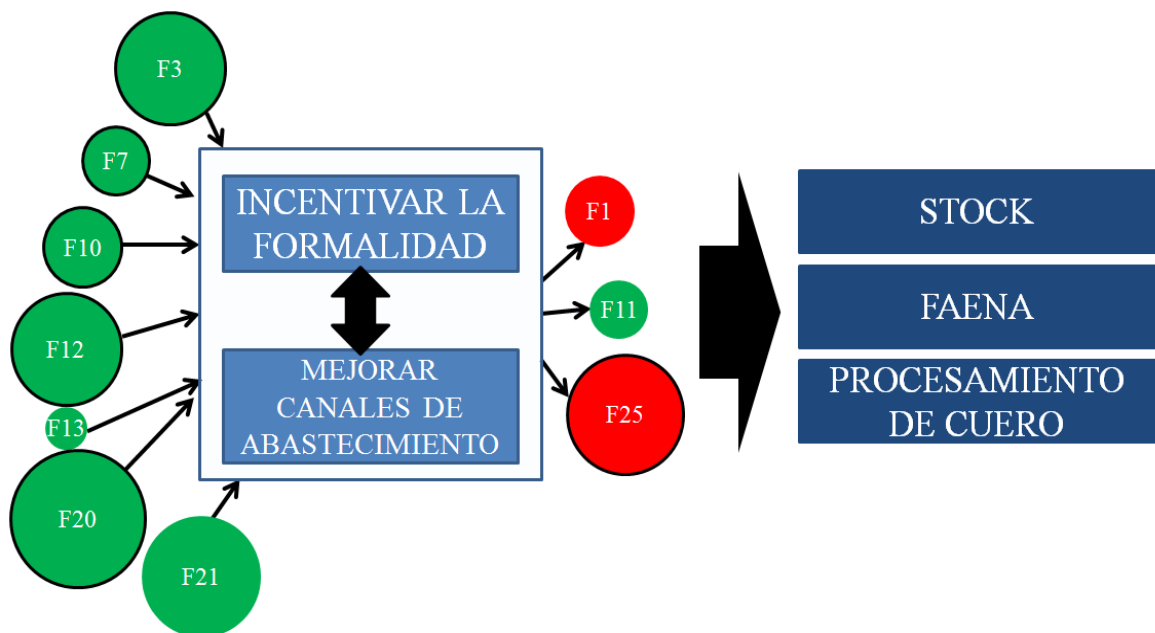 F3
F7
F10
F12
F13
F20
F21
INCENTIVAR LA
FORMALIDAD
MEJORAR
CANALES DE
ABASTECIMIENTO
F1
F11
F25
STOCK
FAENA
PROCESAMIENTO
DE CUERO